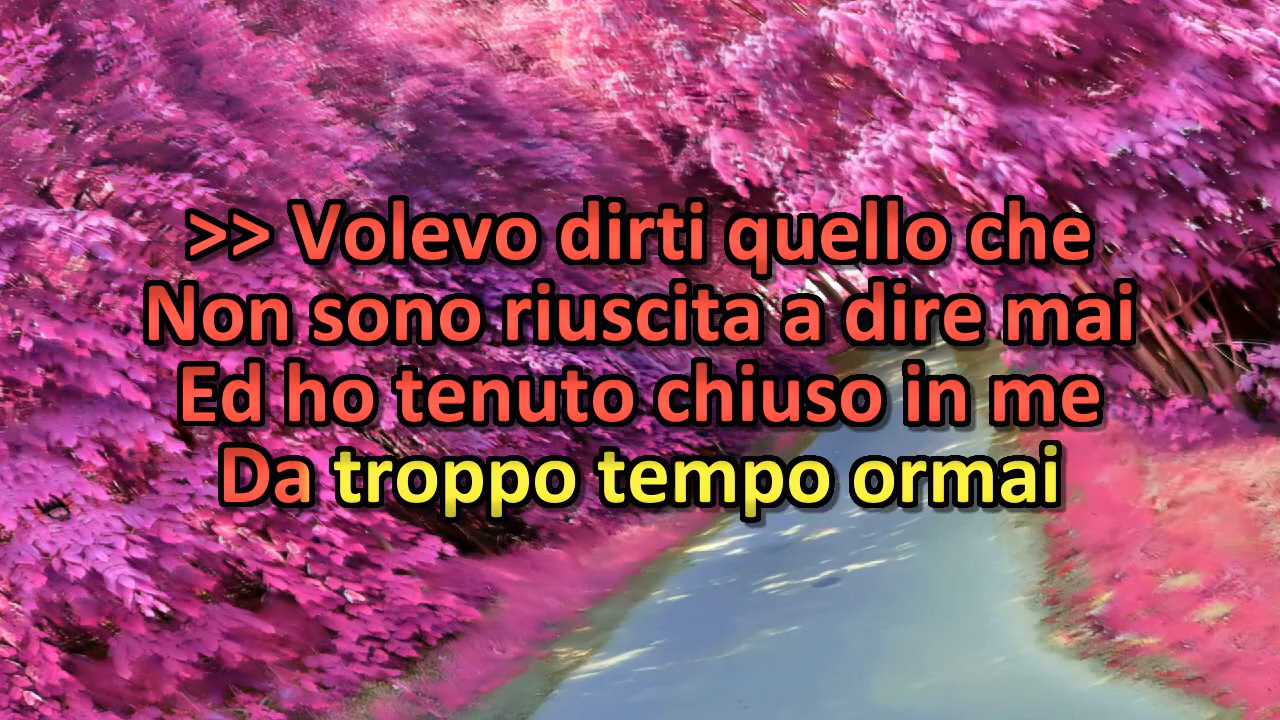 >> Volevo dirti quello che
Non sono riuscita a dire mai
Ed ho tenuto chiuso in me
Da troppo tempo ormai